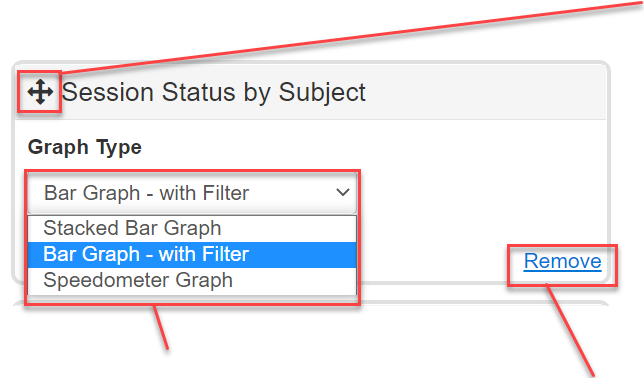 Session Status by Subject
Graph Type
Bar Graph - with Filter
Stacked Bar Graph
Bar Graph - with Filter
Speedometer Graph
Remove